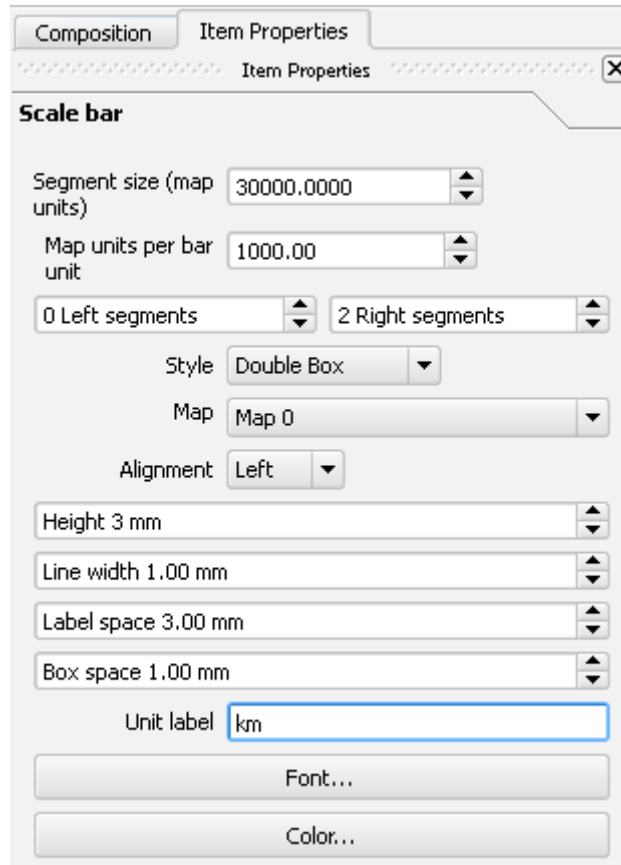 Composition
Item Properties
Item Properties
Scale bar
Segment size (map
units)
30000.0000
Map units per bar
unit
1000.00
0 Left segments
2 Right segments
Style
Double Box
Map
Map 0
Alignment
Left
Height 3 mm
Line width 1.00 mm
Label space 3.00 mm
Box space 1.00 mm
Unit label
km
Font...
Color...